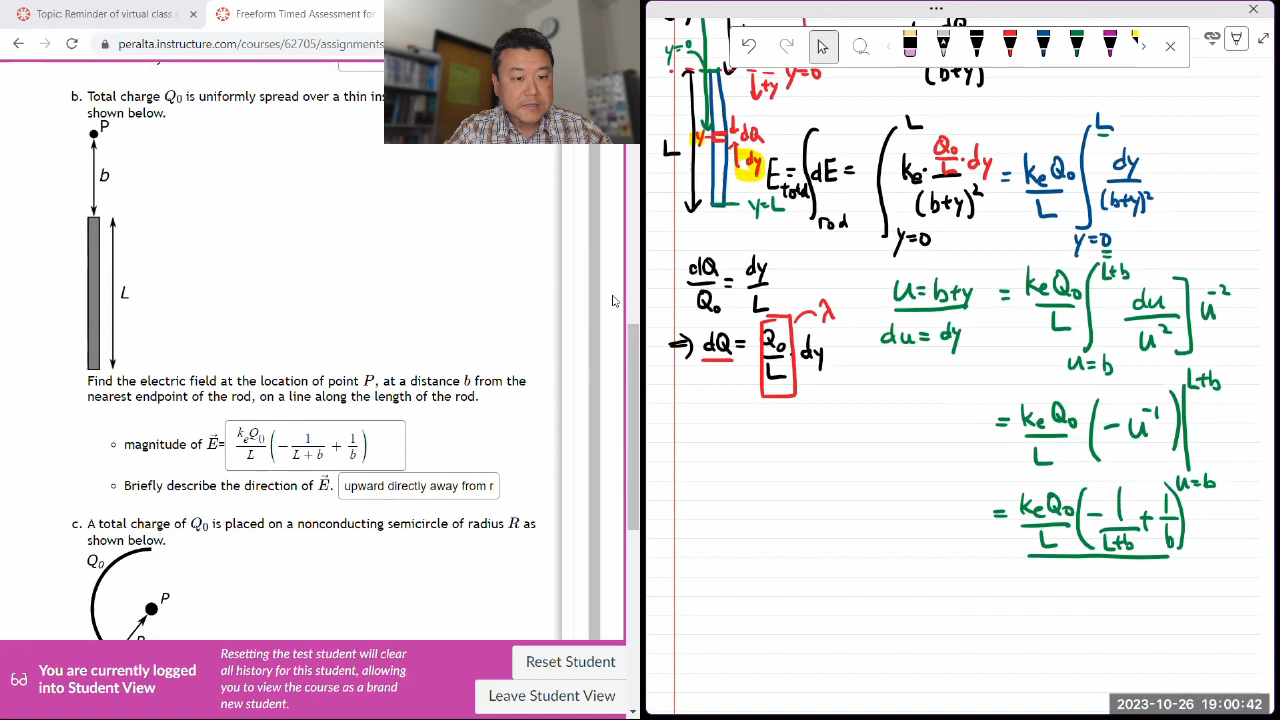 Topic: Reminder of virtual class
Freeform Timed Assessment for
peralta.instructure.com/course/62705/assignments
b. Total charge Q₀ is uniformly spread over a thin ins
shown below.
P
b
L
Find the electric field at the location of point P, at a distance b from the
nearest endpoint of the rod, on a line along the length of the rod.
magnitude of E⃗= kₑQ₀/L (− 1/(L + b) + 1/b)
Briefly describe the direction of E⃗. upward directly away from r
c. A total charge of Q₀ is placed on a nonconducting semicircle of radius R as
shown below.
Q₀
P
R
You are currently logged
into Student View
Resetting the test student will clear
all history for this student, allowing
you to view the course as a brand
new student.
Reset Student
Leave Student View
y=0
+y
y=0
dQ
(b+y)
L
y
dQ
dy
y=L
E_total = ∫_rod dE = ∫_{y=0}^{L} kₑ · Q₀/L · dy / (b+y)² = kₑQ₀/L ∫_{y=0}^{L} dy/(b+y)²
dQ/Q₀ = dy/L
⇒ dQ = Q₀/L · dy
λ
u = b+y
du = dy
= kₑQ₀/L ∫_{u=b}^{L+b} du/u² ] u⁻²
= kₑQ₀/L (−u⁻¹) |_{u=b}^{L+b}
= kₑQ₀/L (− 1/(L+b) + 1/b)
2023-10-26 19:00:42